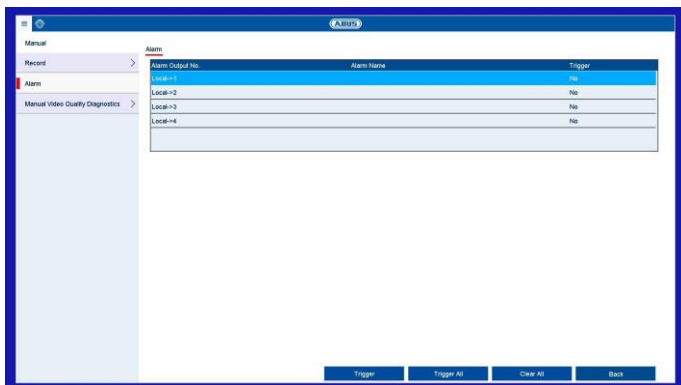 ABUS
Manual
Record
Alarm
Manual Video Quality Diagnostics
Alarm
Alarm Output No. Alarm Name Trigger
Local->1 No
Local->2 No
Local->3 No
Local->4 No
Trigger Trigger All Clear All Back